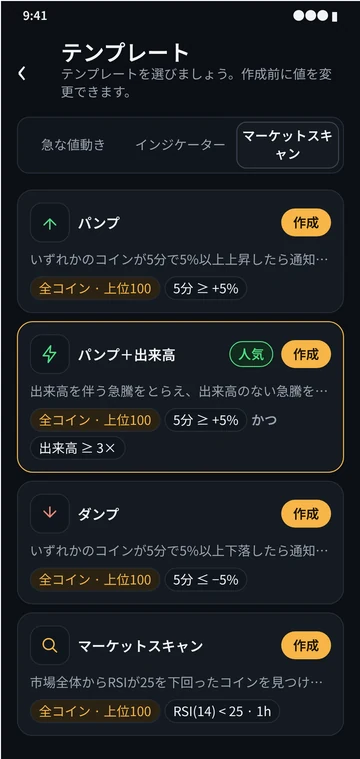 9:41
テンプレート
テンプレートを選びましょう。作成前に値を変
更できます。
急な値動き
インジケーター
マーケットスキ
ャン
パンプ
作成
いずれかのコインが5分で5%以上上昇したら通知…
全コイン · 上位100
5分 ≥ +5%
パンプ＋出来高
人気
作成
出来高を伴う急騰をとらえ、出来高のない急騰を…
全コイン · 上位100
5分 ≥ +5%
かつ
出来高 ≥ 3×
ダンプ
作成
いずれかのコインが5分で5%以上下落したら通知…
全コイン · 上位100
5分 ≤ −5%
マーケットスキャン
作成
市場全体からRSIが25を下回ったコインを見つけ…
全コイン · 上位100
RSI(14) < 25 · 1h